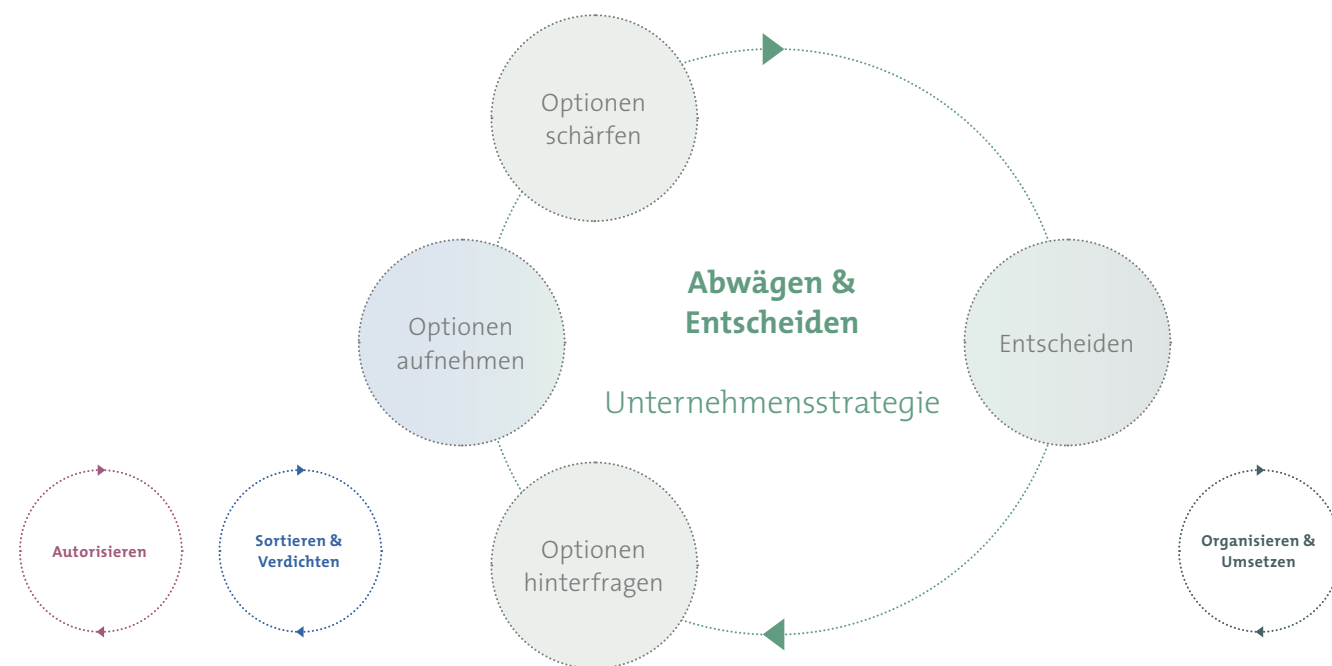 Optionen
schärfen
Abwägen &
Entscheiden
Optionen
aufnehmen
Entscheiden
Unternehmensstrategie
Autorisieren
Sortieren &
Verdichten
Optionen
hinterfragen
Organisieren &
Umsetzen